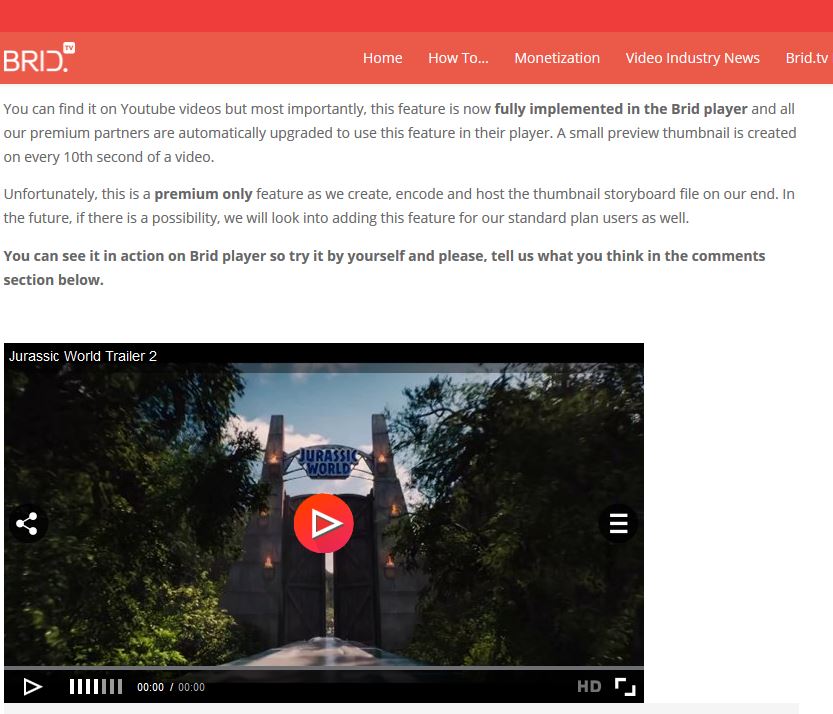 BRID.
TV
Home How To... Monetization Video Industry News Brid.tv
You can find it on Youtube videos but most importantly, this feature is now fully implemented in the Brid player and all
our premium partners are automatically upgraded to use this feature in their player. A small preview thumbnail is created
on every 10th second of a video.
Unfortunately, this is a premium only feature as we create, encode and host the thumbnail storyboard file on our end. In
the future, if there is a possibility, we will look into adding this feature for our standard plan users as well.
You can see it in action on Brid player so try it by yourself and please, tell us what you think in the comments
section below.
Jurassic World Trailer 2
JURASSIC
WORLD
00:00 / 00:00 HD